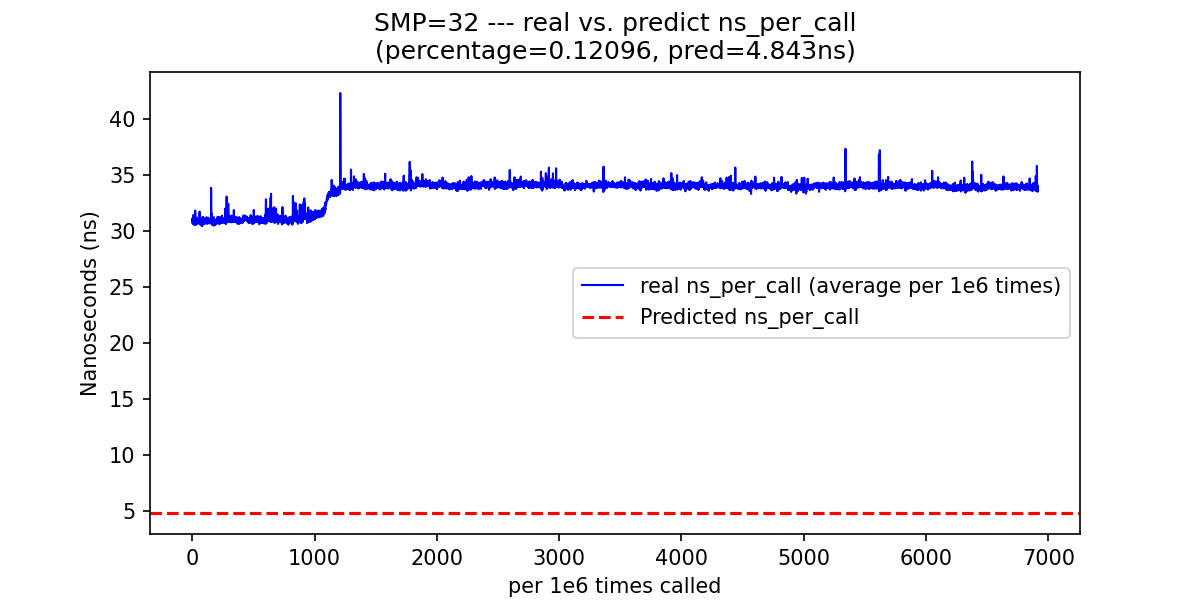 SMP=32 --- real vs. predict ns_per_call
(percentage=0.12096, pred=4.843ns)
40
35
30
25
20
15
10
5
Nanoseconds (ns)
real ns_per_call (average per 1e6 times)
Predicted ns_per_call
0 1000 2000 3000 4000 5000 6000 7000
per 1e6 times called